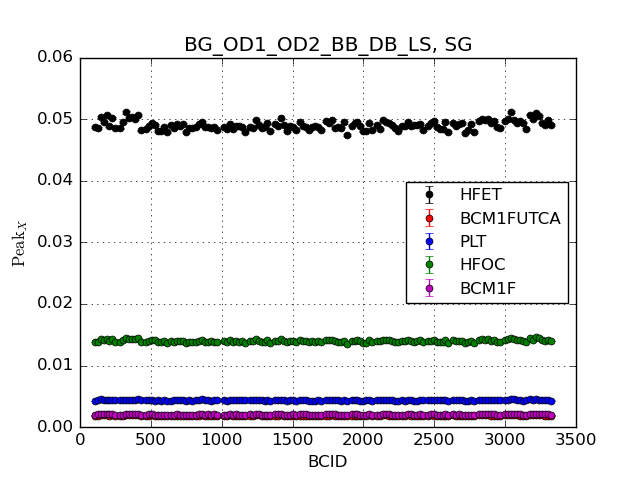 BG_OD1_OD2_BB_DB_LS, SG
0.06
0.05
0.04
0.03
0.02
0.01
0.00
Peak_X
HFET
BCM1FUTCA
PLT
HFOC
BCM1F
0 500 1000 1500 2000 2500 3000 3500
BCID